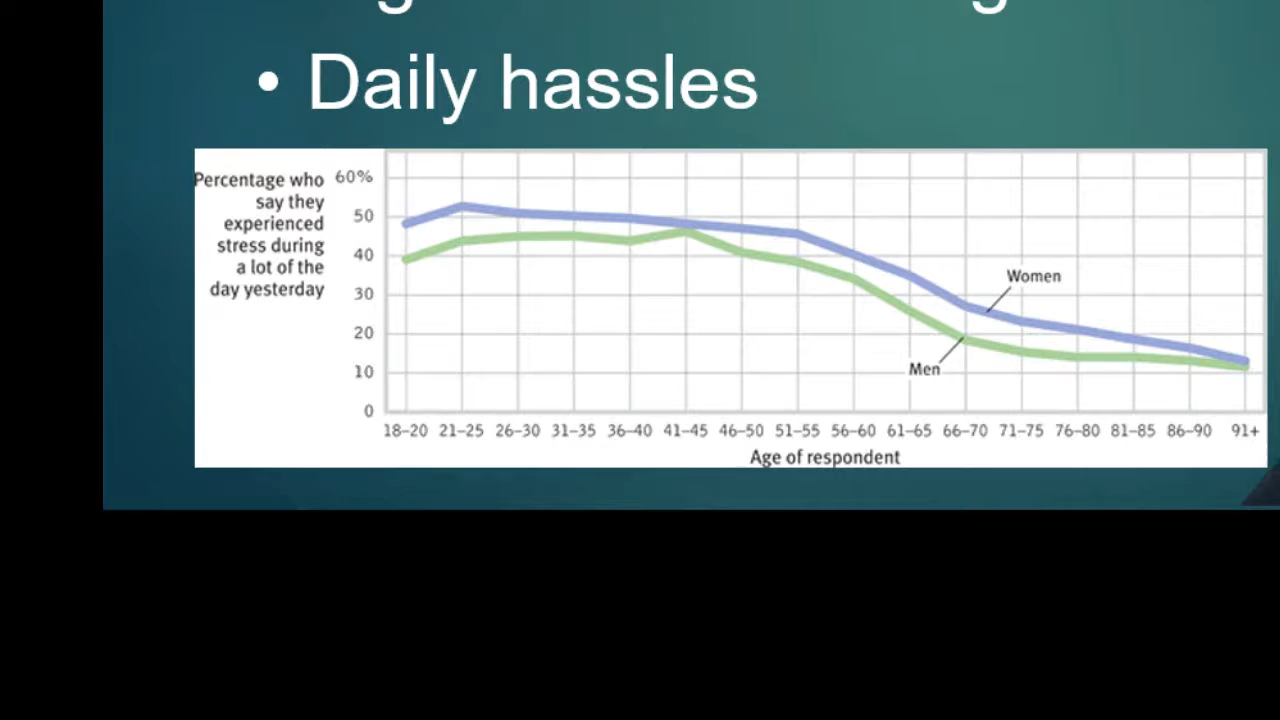 • Daily hassles
Percentage who
say they
experienced
stress during
a lot of the
day yesterday
60%
50
40
30
20
10
0
Women
Men
18–20 21–25 26–30 31–35 36–40 41–45 46–50 51–55 56–60 61–65 66–70 71–75 76–80 81–85 86–90 91+
Age of respondent